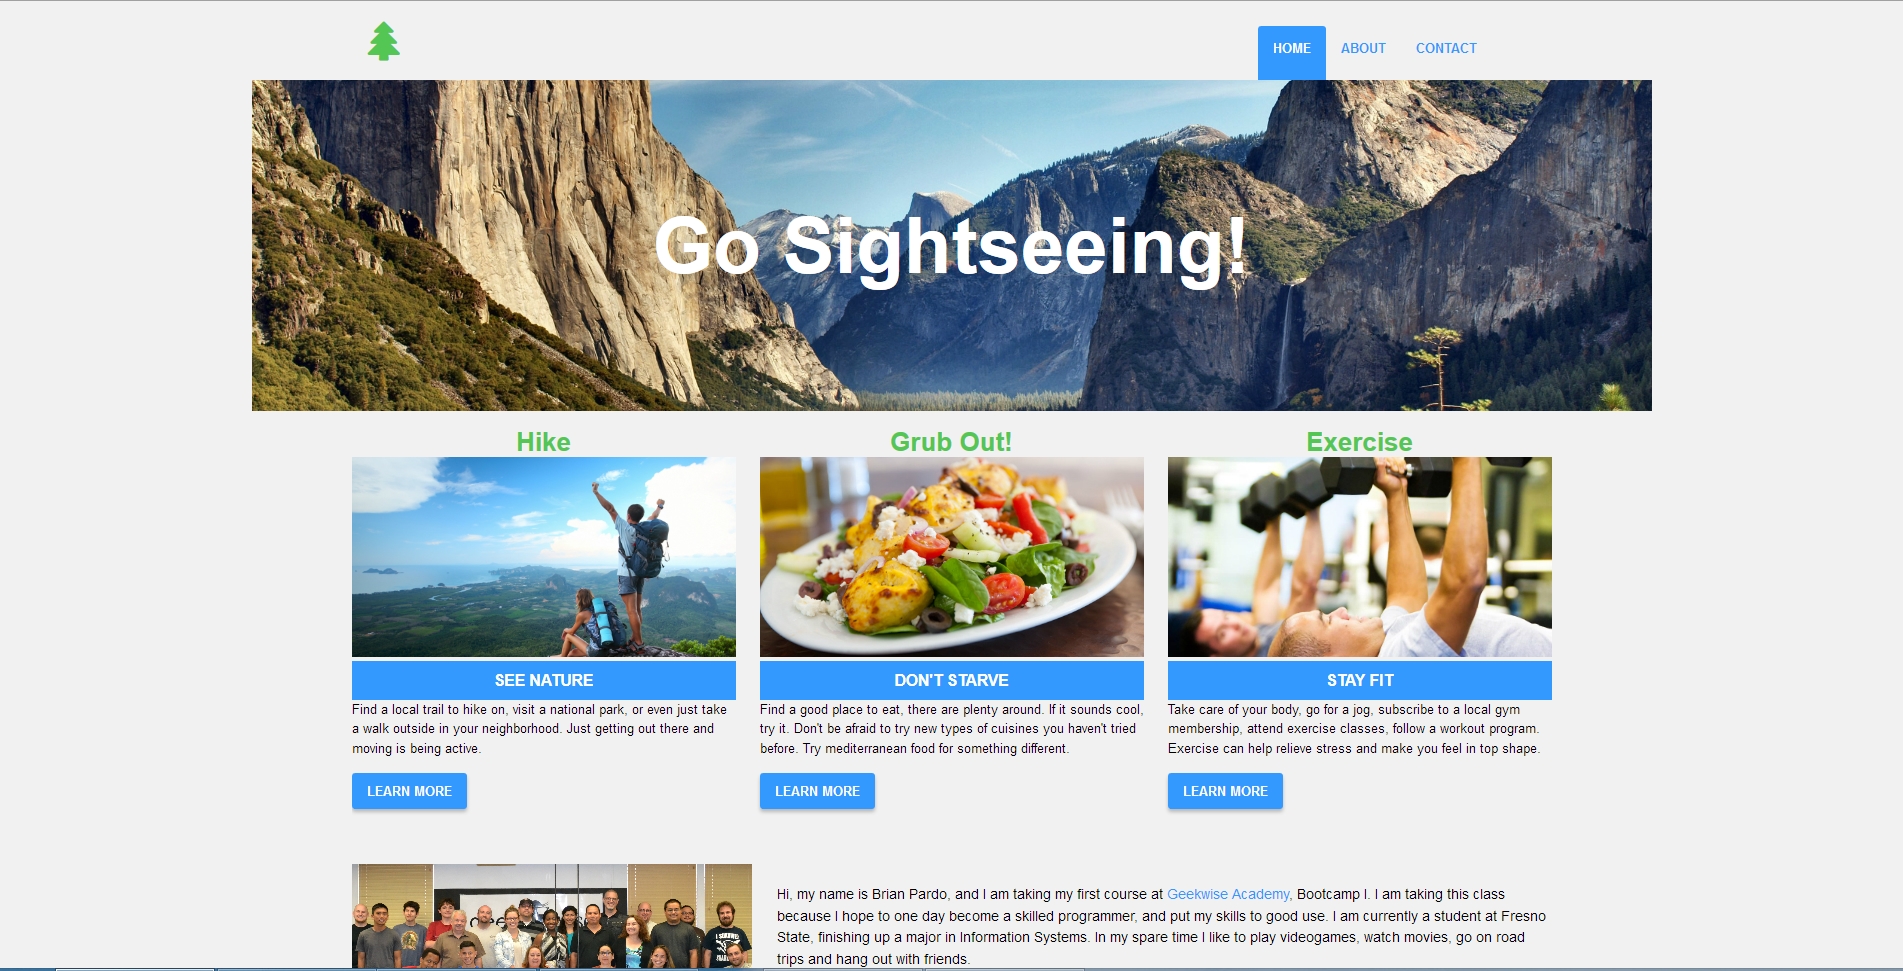 HOME ABOUT CONTACT
Go Sightseeing!
Hike
Grub Out!
Exercise
SEE NATURE
Find a local trail to hike on, visit a national park, or even just take
a walk outside in your neighborhood. Just getting out there and
moving is being active.
LEARN MORE
DON'T STARVE
Find a good place to eat, there are plenty around. If it sounds cool,
try it. Don't be afraid to try new types of cuisines you haven't tried
before. Try mediterranean food for something different.
LEARN MORE
STAY FIT
Take care of your body, go for a jog, subscribe to a local gym
membership, attend exercise classes, follow a workout program.
Exercise can help relieve stress and make you feel in top shape.
LEARN MORE
Hi, my name is Brian Pardo, and I am taking my first course at Geekwise Academy, Bootcamp I. I am taking this class
because I hope to one day become a skilled programmer, and put my skills to good use. I am currently a student at Fresno
State, finishing up a major in Information Systems. In my spare time I like to play videogames, watch movies, go on road
trips and hang out with friends.